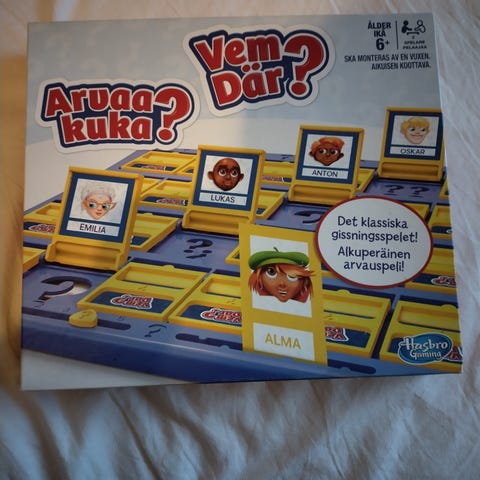 Vem
Där?
Arvaa
kuka?
ÅLDER
IKÄ
6+
2
SPELARE
PELAAJAA
SKA MONTERAS AV EN VUXEN.
AIKUISEN KOOTTAVA.
OSKAR
ANTON
LUKAS
EMILIA
Det klassiska
gissningsspelet!
Alkuperäinen
arvauspeli!
ALMA
Hasbro
Gaming